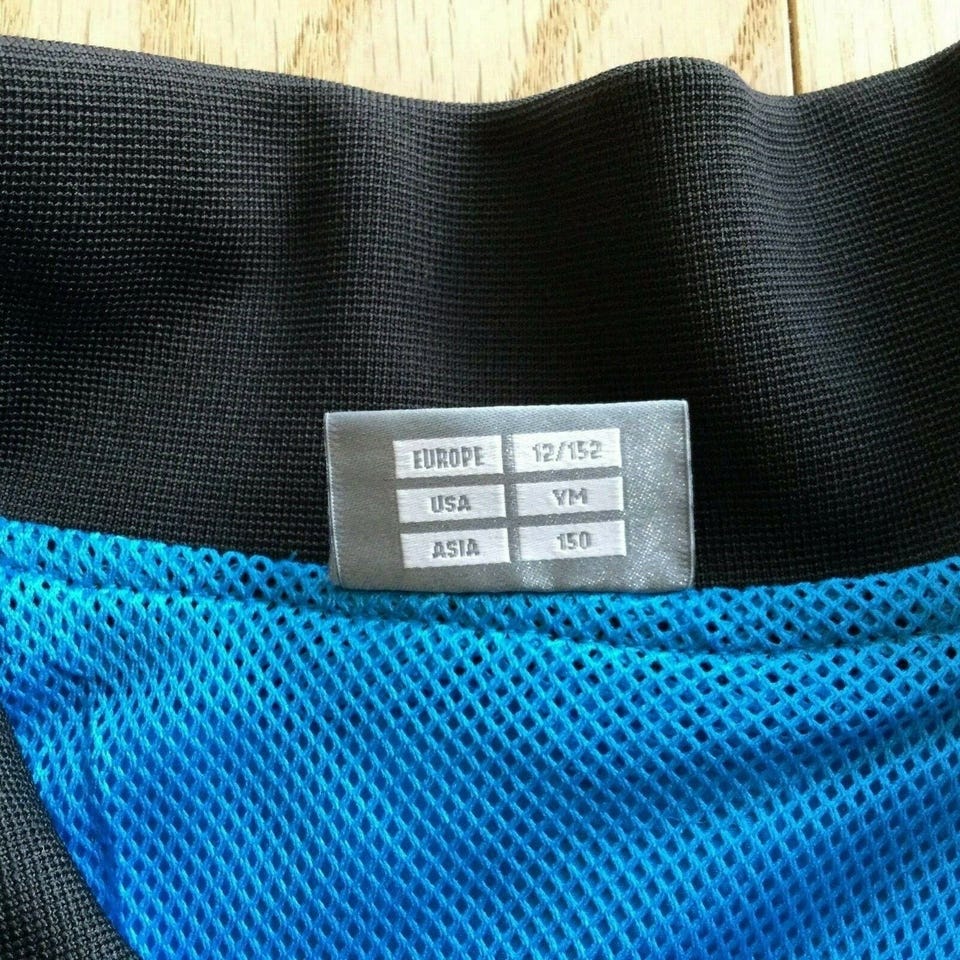 EUROPE 12/152
USA YM
ASIA 150